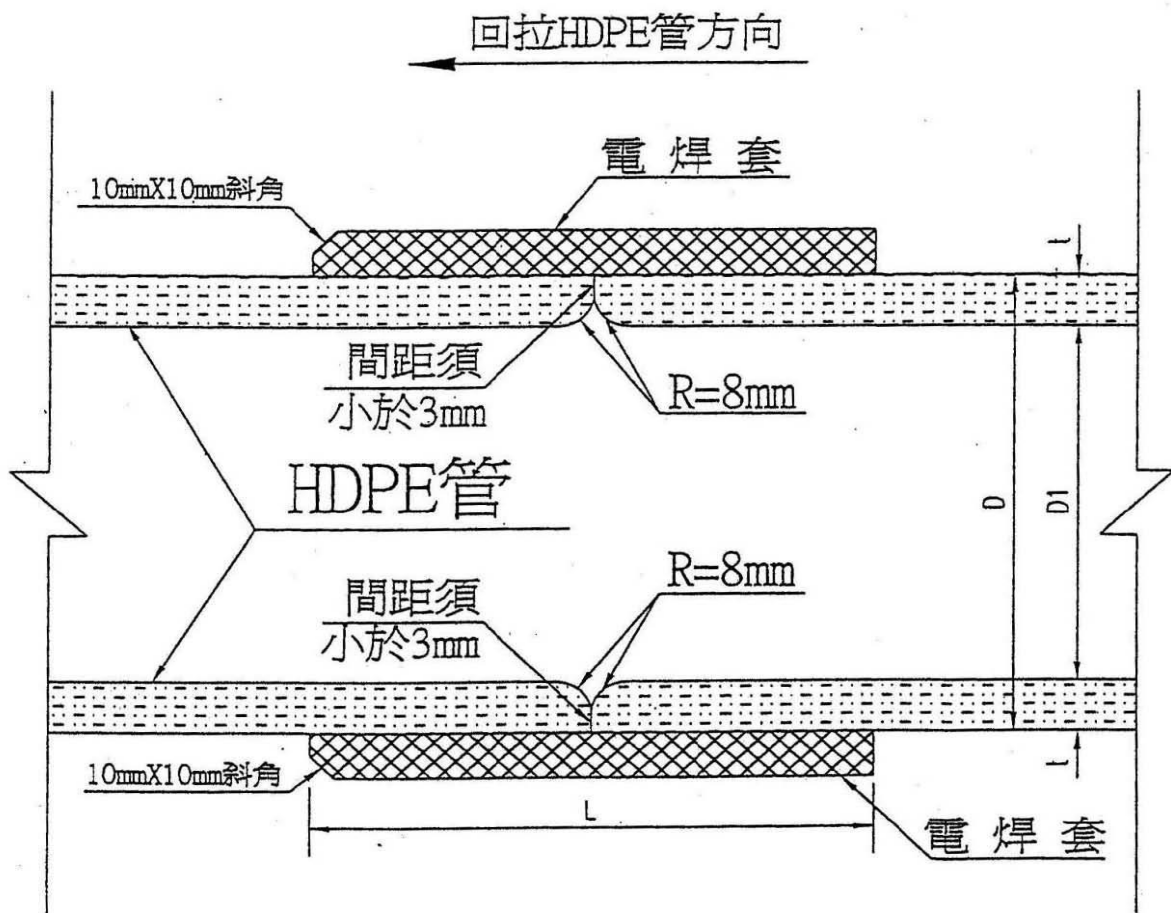 回拉HDPE管方向
電焊套
10mmX10mm斜角
t
間距須
小於3mm
R=8mm
HDPE管
D
D1
R=8mm
間距須
小於3mm
10mmX10mm斜角
t
L
電焊套